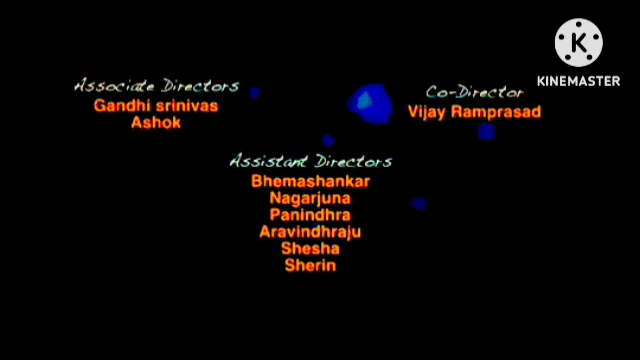 Associate Directors
Gandhi srinivas
Ashok
Co-Director
Vijay Ramprasad
Assistant Directors
Bhemashankar
Nagarjuna
Panindhra
Aravindhraju
Shesha
Sherin
K
KINEMASTER